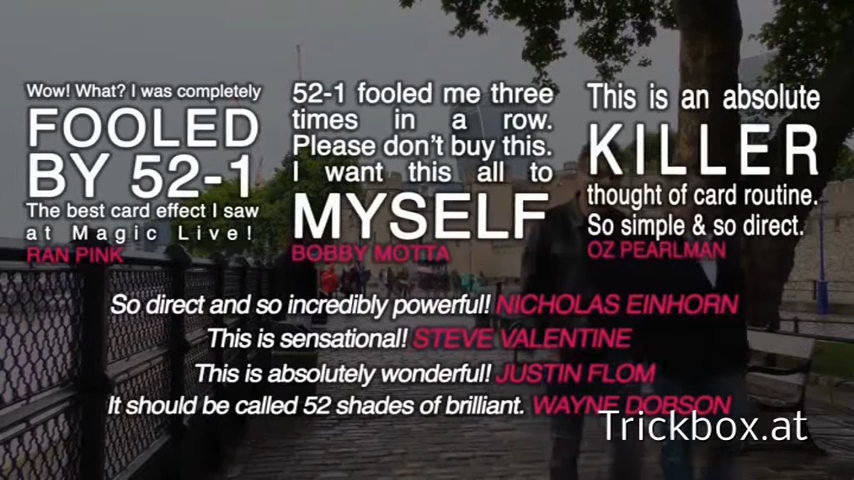 Wow! What? I was completely
FOOLED
BY 52-1
The best card effect I saw
at Magic Live!
RAN PINK
52-1 fooled me three
times in a row.
Please don't buy this.
I want this all to
MYSELF
BOBBY MOTTA
This is an absolute
KILLER
thought of card routine.
So simple & so direct.
OZ PEARLMAN
So direct and so incredibly powerful! NICHOLAS EINHORN
This is sensational! STEVE VALENTINE
This is absolutely wonderful! JUSTIN FLOM
It should be called 52 shades of brilliant. WAYNE DOBSON
Trickbox.at